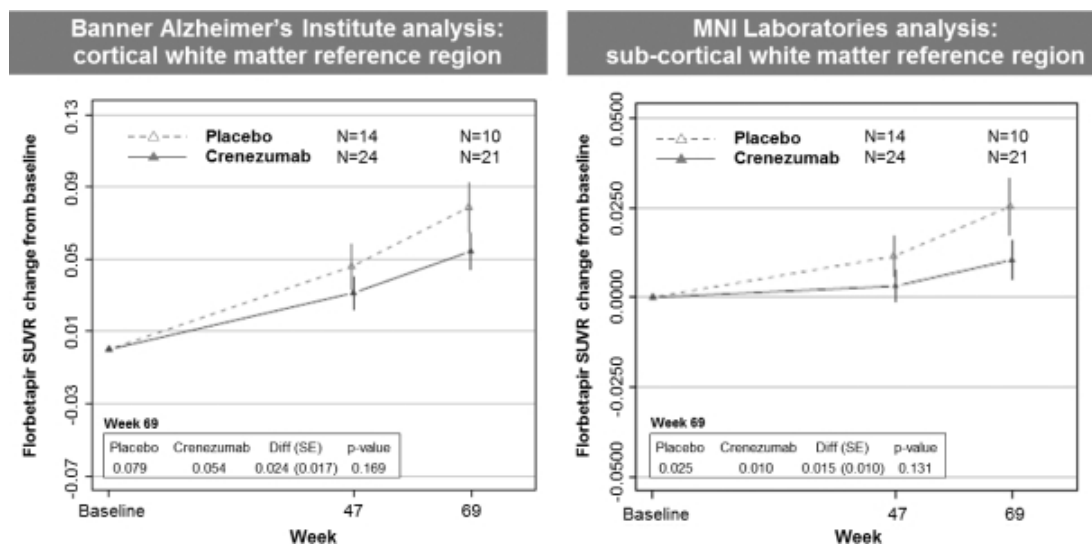 Banner Alzheimer's Institute analysis:
cortical white matter reference region
Florbetapir SUVR change from baseline
0.13
0.09
0.05
0.01
-0.03
-0.07
Placebo N=14 N=10
Crenezumab N=24 N=21
Week 69
Placebo Crenezumab Diff (SE) p-value
0.079 0.054 0.024 (0.017) 0.169
Baseline 47 69
Week
MNI Laboratories analysis:
sub-cortical white matter reference region
Florbetapir SUVR change from baseline
0.0500
0.0250
0.0000
-0.0250
-0.0500
Placebo N=14 N=10
Crenezumab N=24 N=21
Week 69
Placebo Crenezumab Diff (SE) p-value
0.025 0.010 0.015 (0.010) 0.131
Baseline 47 69
Week